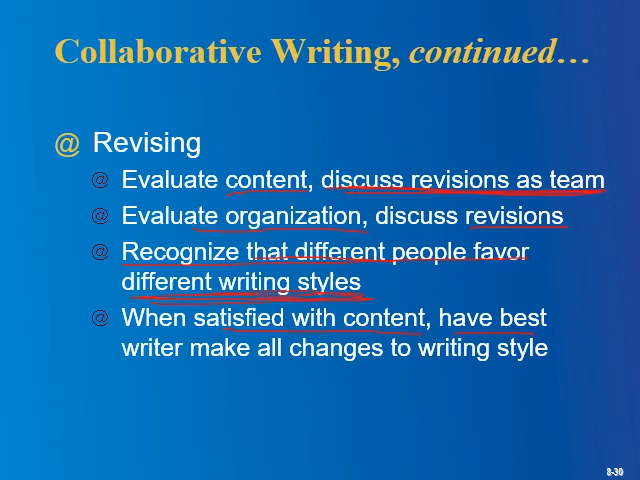 Collaborative Writing, continued…
@ Revising
@ Evaluate content, discuss revisions as team
@ Evaluate organization, discuss revisions
@ Recognize that different people favor
different writing styles
@ When satisfied with content, have best
writer make all changes to writing style
8-30